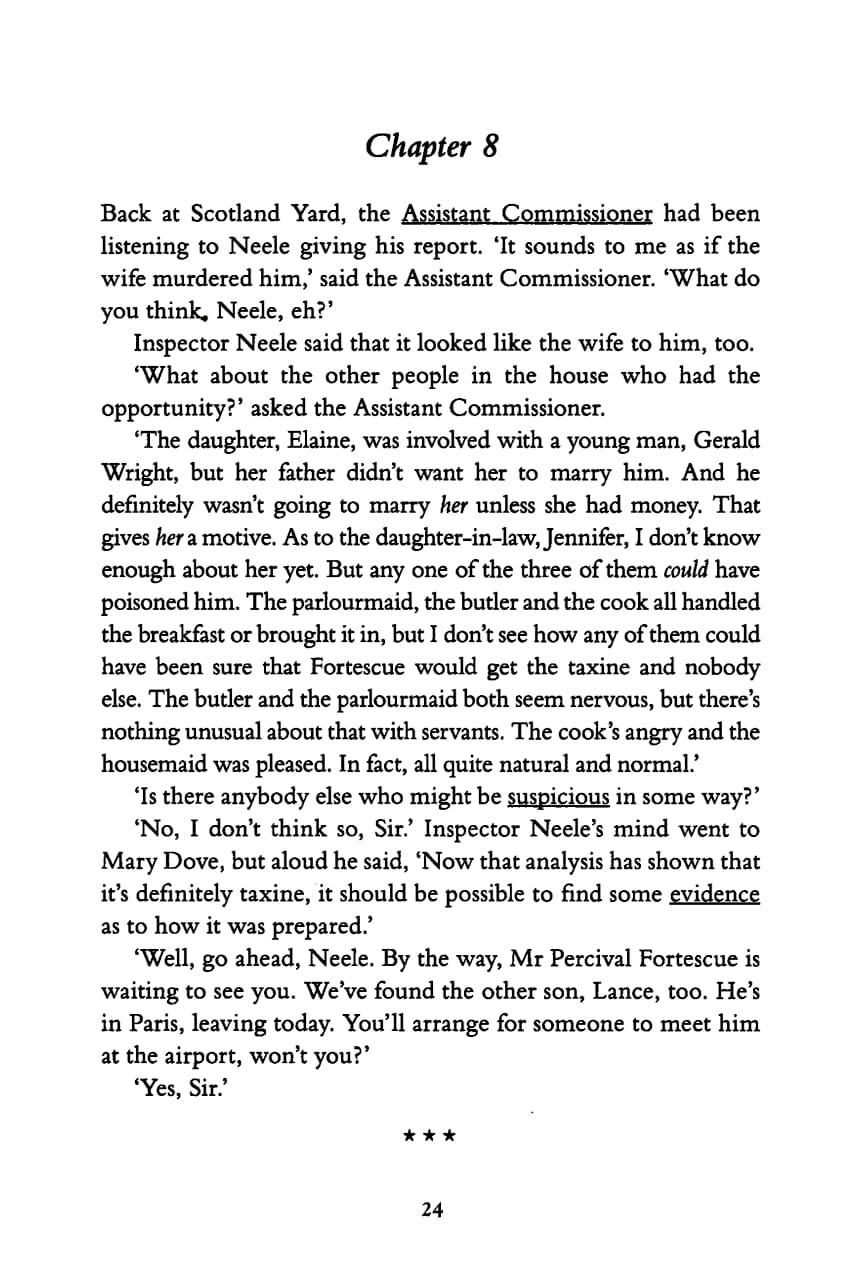 Chapter 8
Back at Scotland Yard, the Assistant Commissioner had been
listening to Neele giving his report. ‘It sounds to me as if the
wife murdered him,’ said the Assistant Commissioner. ‘What do
you think, Neele, eh?’
Inspector Neele said that it looked like the wife to him, too.
‘What about the other people in the house who had the
opportunity?’ asked the Assistant Commissioner.
‘The daughter, Elaine, was involved with a young man, Gerald
Wright, but her father didn’t want her to marry him. And he
definitely wasn’t going to marry her unless she had money. That
gives her a motive. As to the daughter-in-law, Jennifer, I don’t know
enough about her yet. But any one of the three of them could have
poisoned him. The parlourmaid, the butler and the cook all handled
the breakfast or brought it in, but I don’t see how any of them could
have been sure that Fortescue would get the taxine and nobody
else. The butler and the parlourmaid both seem nervous, but there’s
nothing unusual about that with servants. The cook’s angry and the
housemaid was pleased. In fact, all quite natural and normal.’
‘Is there anybody else who might be suspicious in some way?’
‘No, I don’t think so, Sir.’ Inspector Neele’s mind went to
Mary Dove, but aloud he said, ‘Now that analysis has shown that
it’s definitely taxine, it should be possible to find some evidence
as to how it was prepared.’
‘Well, go ahead, Neele. By the way, Mr Percival Fortescue is
waiting to see you. We’ve found the other son, Lance, too. He’s
in Paris, leaving today. You’ll arrange for someone to meet him
at the airport, won’t you?’
‘Yes, Sir.’
★ ★ ★
24